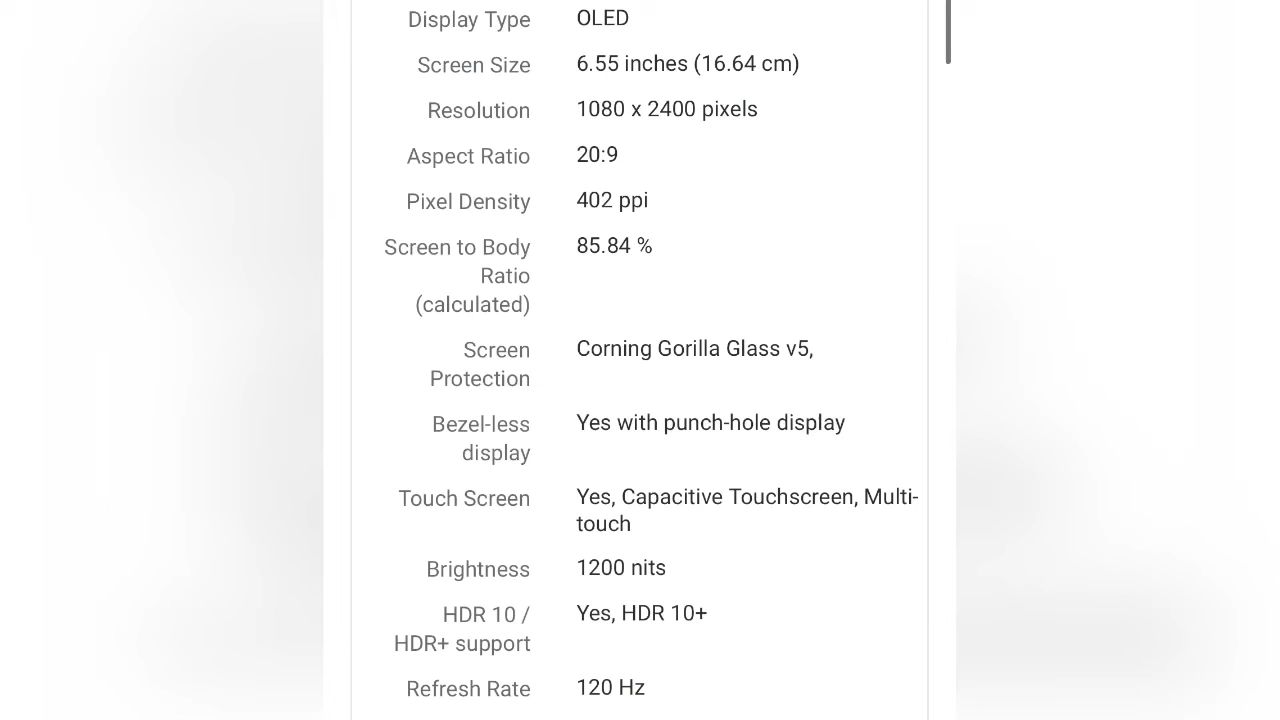 Display Type OLED
Screen Size 6.55 inches (16.64 cm)
Resolution 1080 x 2400 pixels
Aspect Ratio 20:9
Pixel Density 402 ppi
Screen to Body 85.84 %
Ratio
(calculated)
Screen Corning Gorilla Glass v5,
Protection
Bezel-less Yes with punch-hole display
display
Touch Screen Yes, Capacitive Touchscreen, Multi-
touch
Brightness 1200 nits
HDR 10 / Yes, HDR 10+
HDR+ support
Refresh Rate 120 Hz